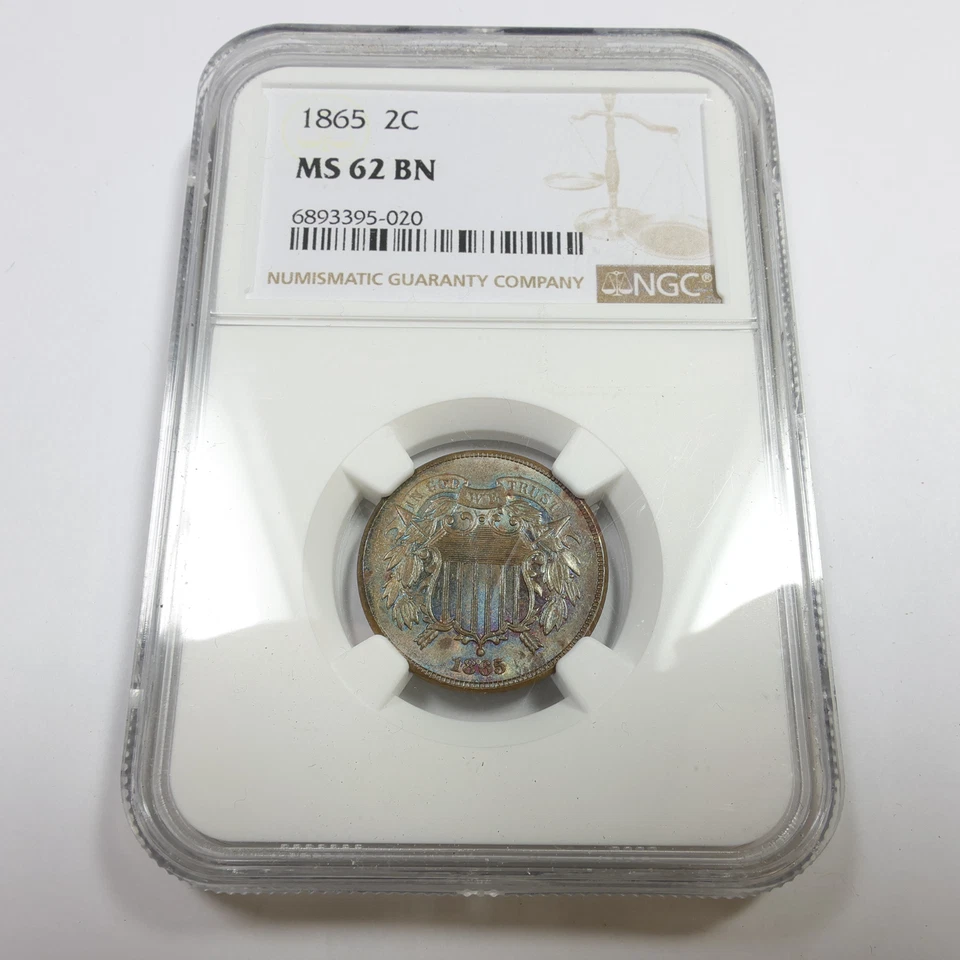 1865 2C
MS 62 BN
6893395-020
NUMISMATIC GUARANTY COMPANY NGC®
IN GOD WE TRUST
1865